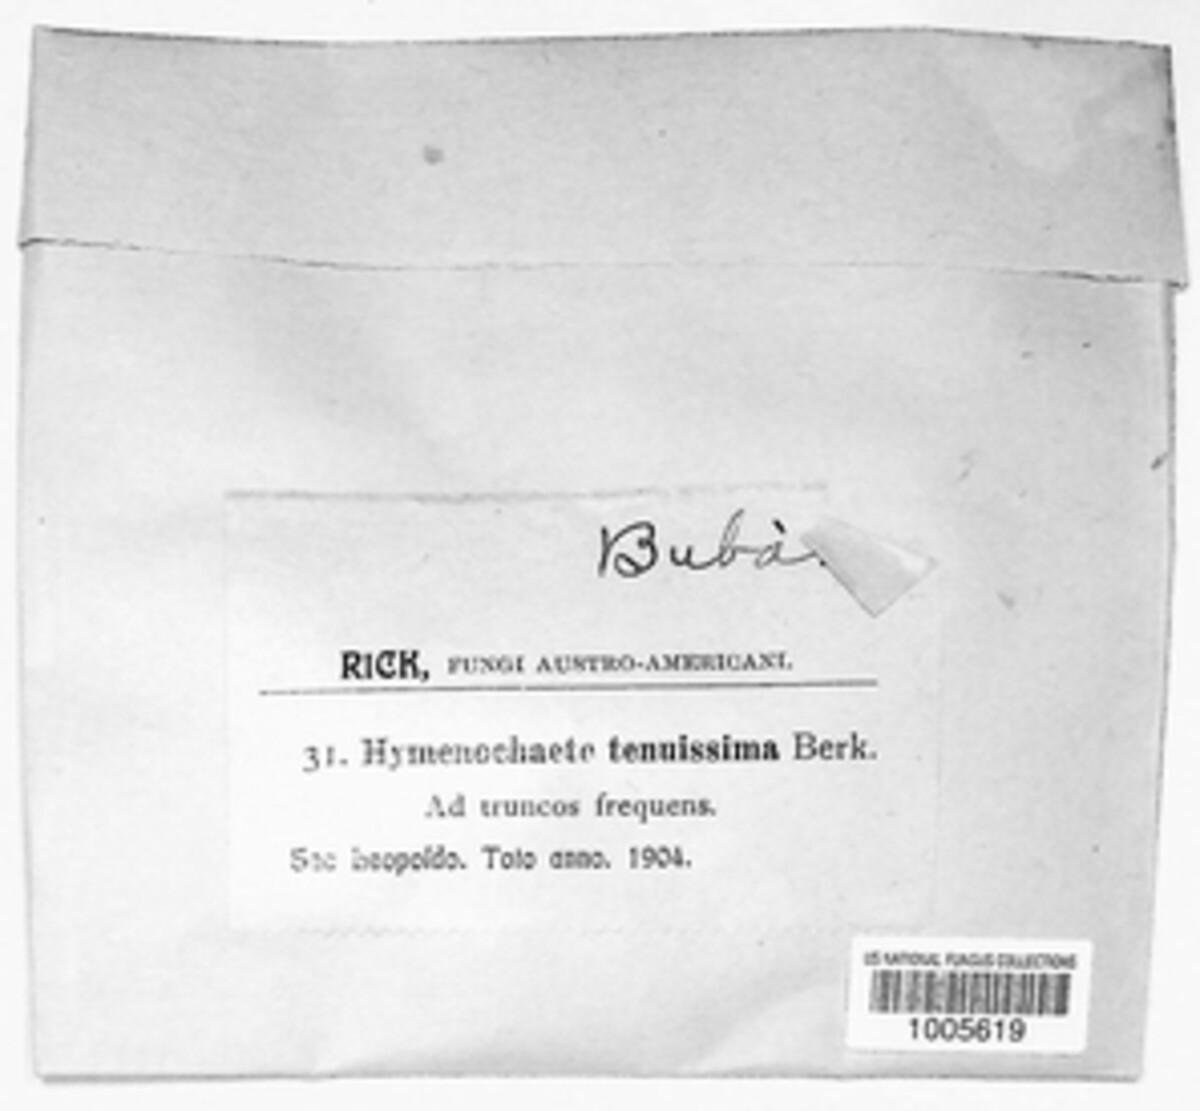 Bubà
RICK, FUNGI AUSTRO-AMERICANI.
31. Hymenochaete tenuissima Berk.
Ad truncos frequens.
Sao Leopoldo. Toto anno. 1904.
US NATIONAL FUNGUS COLLECTIONS
1005619